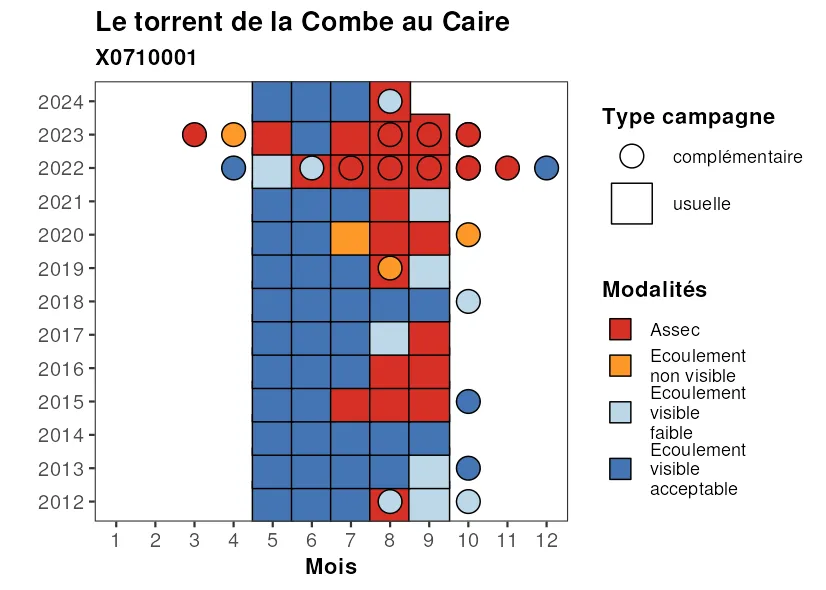 Le torrent de la Combe au Caire
X0710001
2024
2023
2022
2021
2020
2019
2018
2017
2016
2015
2014
2013
2012
1 2 3 4 5 6 7 8 9 10 11 12
Mois
Type campagne
complémentaire
usuelle
Modalités
Assec
Ecoulement
non visible
Ecoulement
visible
faible
Ecoulement
visible
acceptable